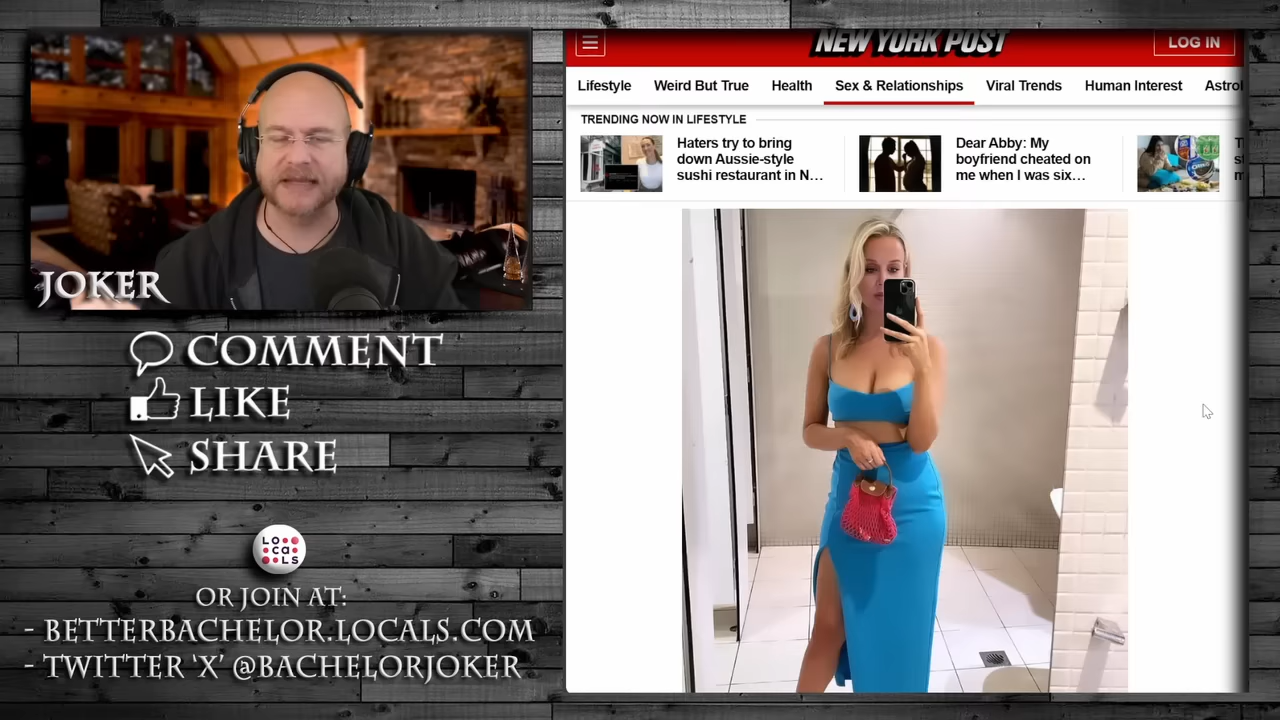 JOKER
COMMENT
LIKE
SHARE
LOCALS
OR JOIN AT:
- BETTERBACHELOR.LOCALS.COM
- TWITTER 'X' @BACHELORJOKER
NEW YORK POST
LOG IN
Lifestyle Weird But True Health Sex & Relationships Viral Trends Human Interest
TRENDING NOW IN LIFESTYLE
Haters try to bring
down Aussie-style
sushi restaurant in N...
Dear Abby: My
boyfriend cheated on
me when I was six...